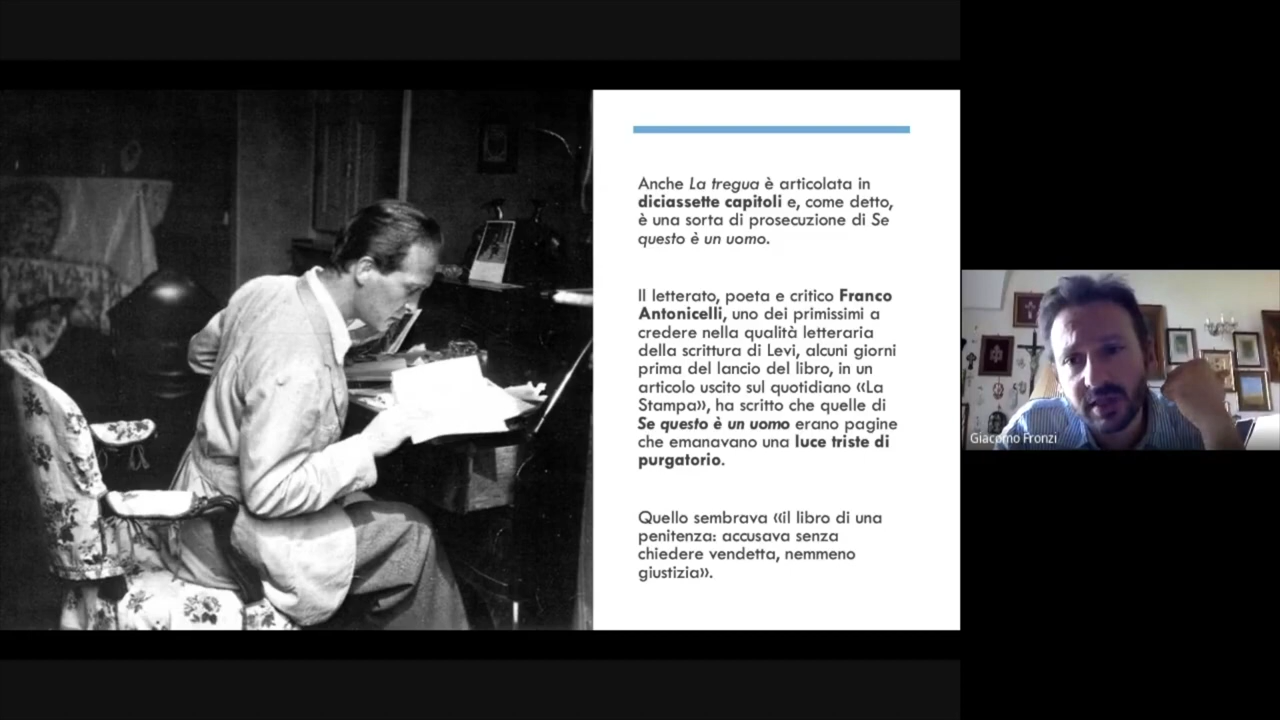 Anche La tregua è articolata in
diciassette capitoli e, come detto,
è una sorta di prosecuzione di Se
questo è un uomo.
Il letterato, poeta e critico Franco
Antonicelli, uno dei primissimi a
credere nella qualità letteraria
della scrittura di Levi, alcuni giorni
prima del lancio del libro, in un
articolo uscito sul quotidiano «La
Stampa», ha scritto che quelle di
Se questo è un uomo erano pagine
che emanavano una luce triste di
purgatorio.
Quello sembrava «il libro di una
penitenza: accusava senza
chiedere vendetta, nemmeno
giustizia».
Giacomo Fronzi